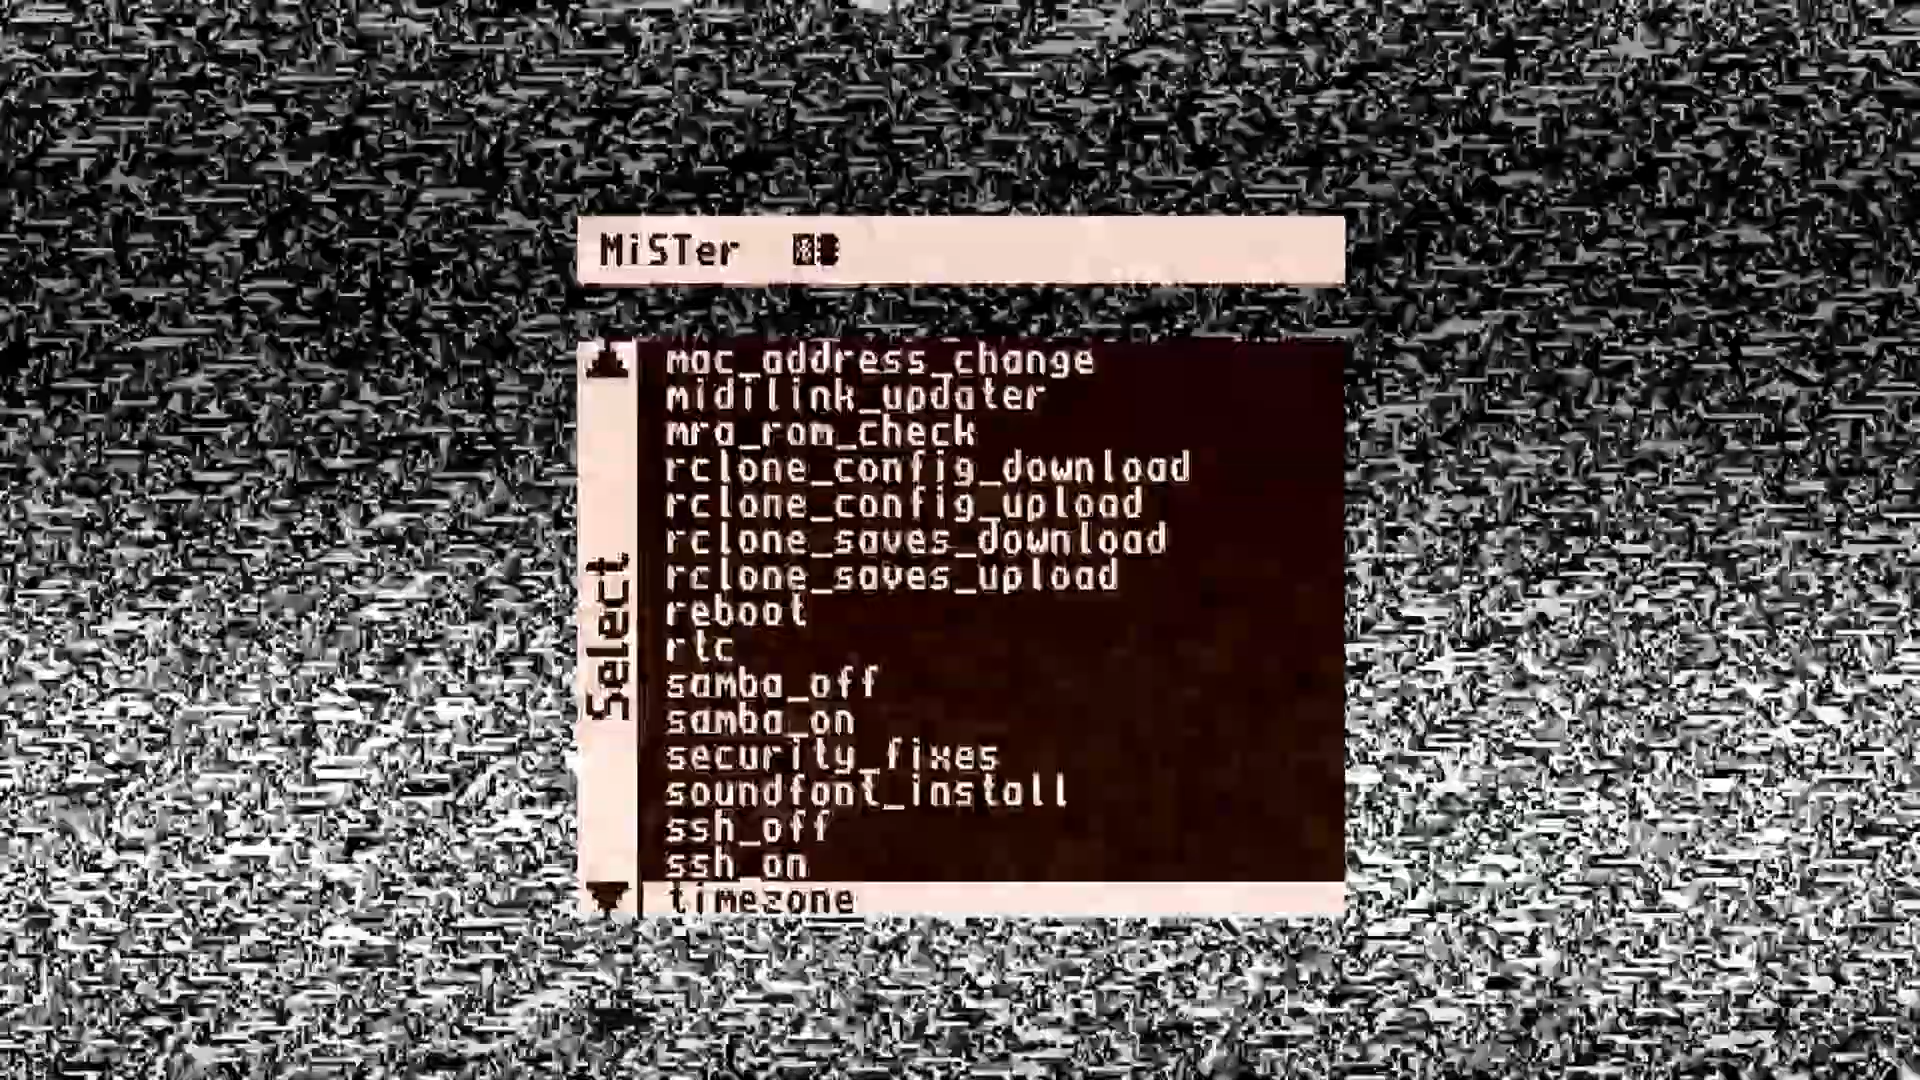 MiSTer
Select
mac_address_change
midilink_updater
mra_rom_check
rclone_config_download
rclone_config_upload
rclone_saves_download
rclone_saves_upload
reboot
rtc
samba_off
samba_on
security_fixes
soundfont_install
ssh_off
ssh_on
timezone